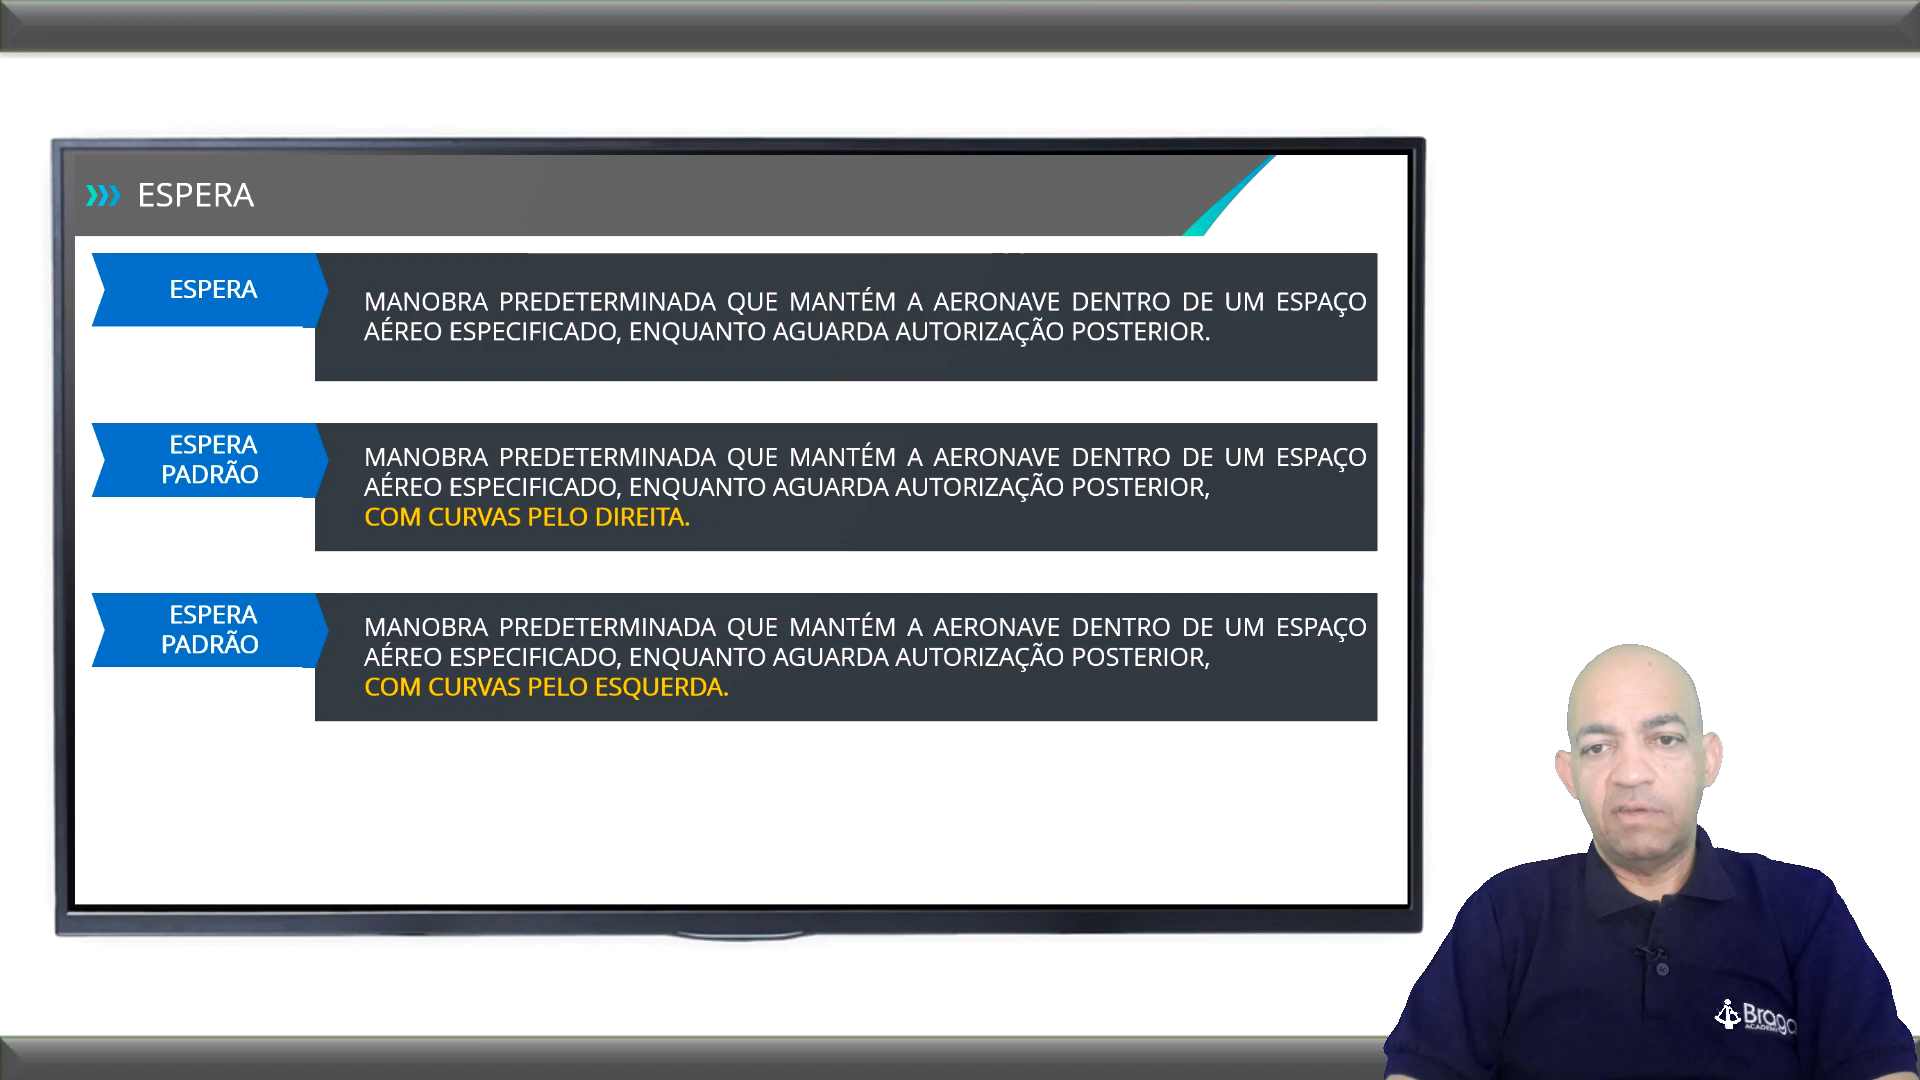 ESPERA
ESPERA
MANOBRA PREDETERMINADA QUE MANTÉM A AERONAVE DENTRO DE UM ESPAÇO
AÉREO ESPECIFICADO, ENQUANTO AGUARDA AUTORIZAÇÃO POSTERIOR.
ESPERA
PADRÃO
MANOBRA PREDETERMINADA QUE MANTÉM A AERONAVE DENTRO DE UM ESPAÇO
AÉREO ESPECIFICADO, ENQUANTO AGUARDA AUTORIZAÇÃO POSTERIOR,
COM CURVAS PELO DIREITA.
ESPERA
PADRÃO
MANOBRA PREDETERMINADA QUE MANTÉM A AERONAVE DENTRO DE UM ESPAÇO
AÉREO ESPECIFICADO, ENQUANTO AGUARDA AUTORIZAÇÃO POSTERIOR,
COM CURVAS PELO ESQUERDA.
Braga